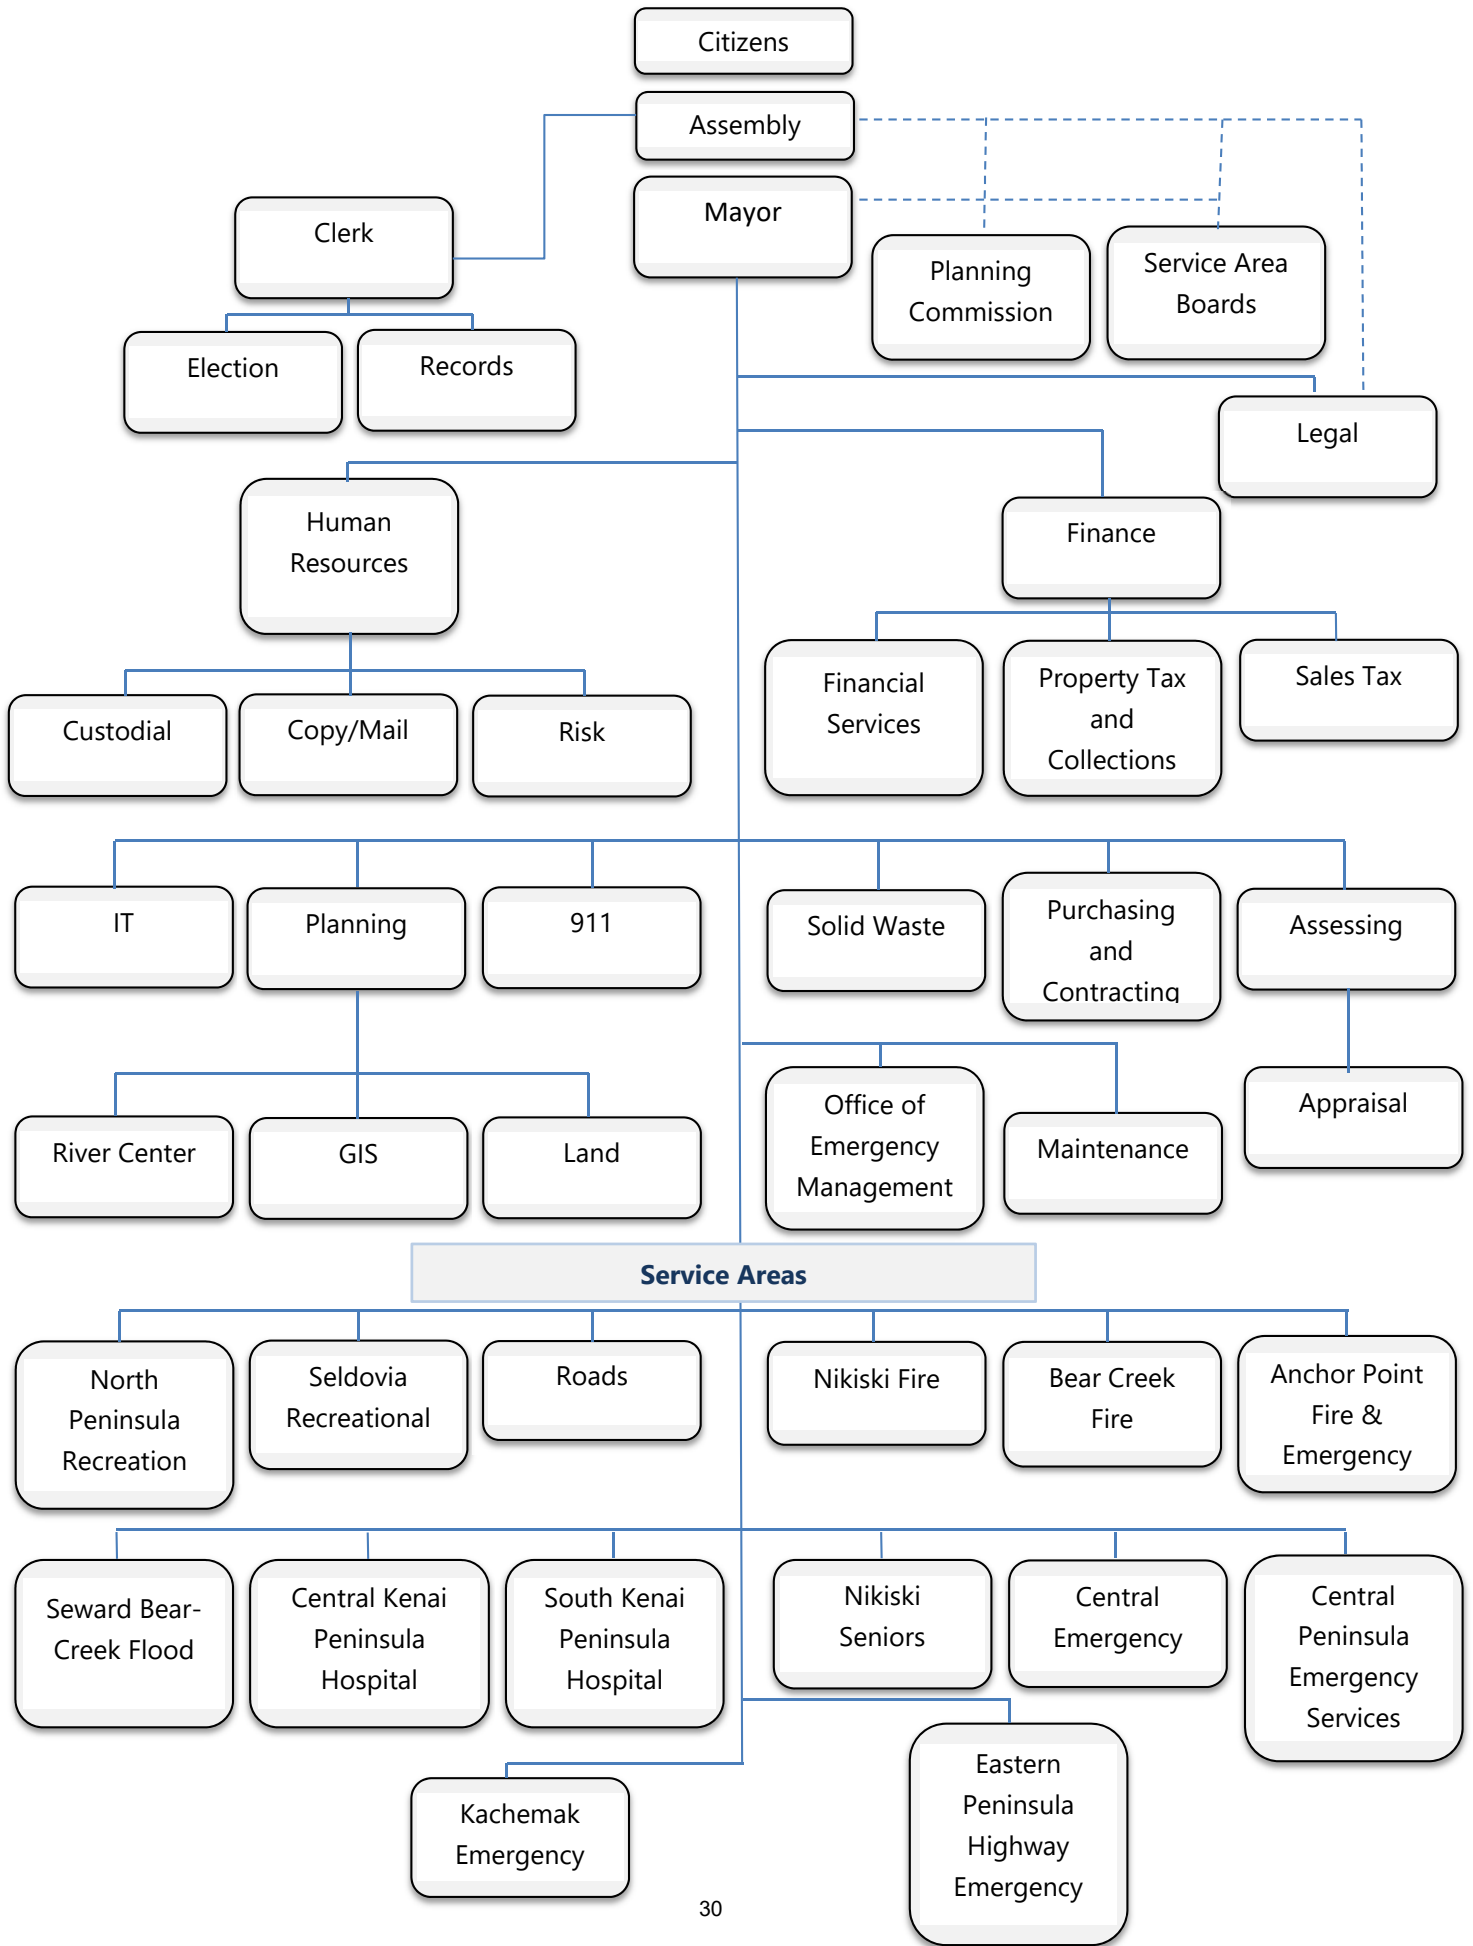 Citizens
Assembly
Mayor
Clerk
Planning
Commission
Service Area
Boards
Election
Records
Legal
Human
Resources
Finance
Custodial
Copy/Mail
Risk
Financial
Services
Property Tax
and
Collections
Sales Tax
IT
Planning
911
Solid Waste
Purchasing
and
Contracting
Assessing
River Center
GIS
Land
Office of
Emergency
Management
Maintenance
Appraisal
Service Areas
North
Peninsula
Recreation
Seldovia
Recreational
Roads
Nikiski Fire
Bear Creek
Fire
Anchor Point
Fire &
Emergency
Seward Bear-
Creek Flood
Central Kenai
Peninsula
Hospital
South Kenai
Peninsula
Hospital
Nikiski
Seniors
Central
Emergency
Central
Peninsula
Emergency
Services
Kachemak
Emergency
Eastern
Peninsula
Highway
Emergency
30